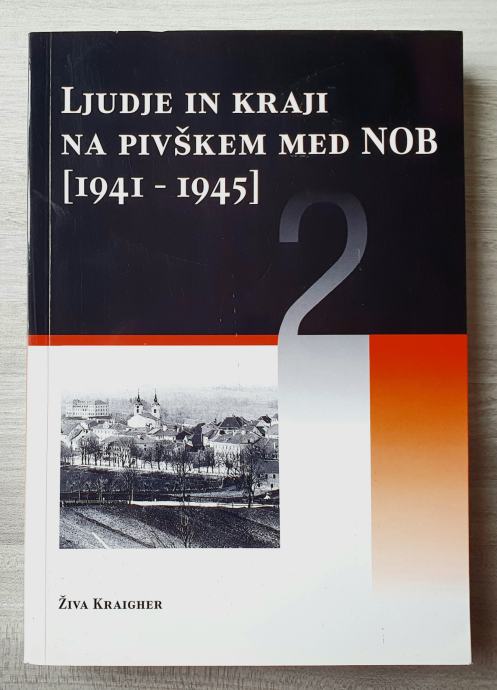 Ljudje in kraji
na pivškem med NOB
[1941 - 1945]
2
Živa Kraigher